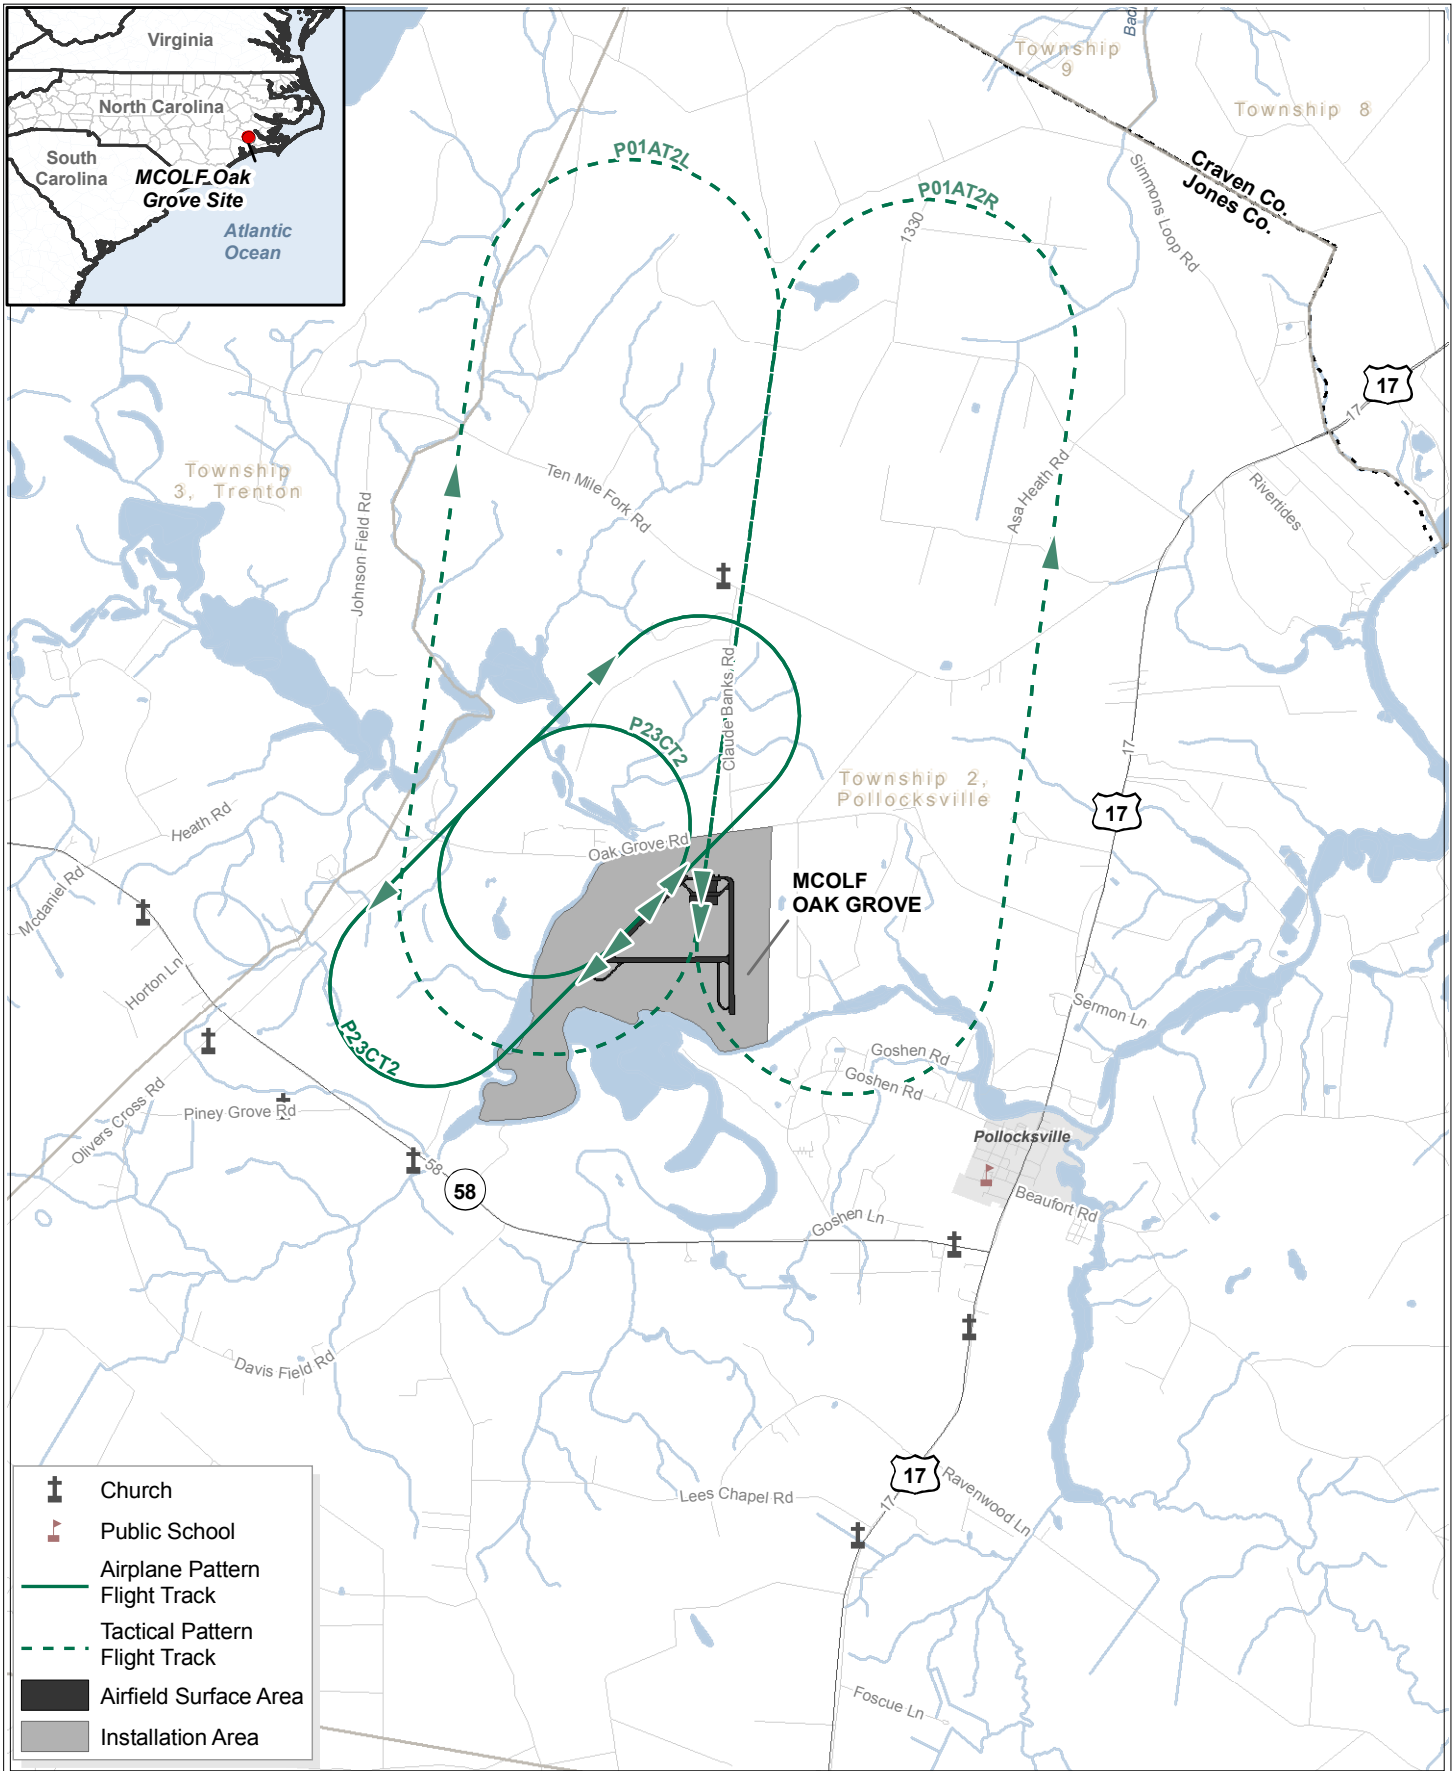 Virginia
North Carolina
South
Carolina
MCOLF Oak
Grove Site
Atlantic
Ocean
Township
9
Township 8
Craven Co.
Jones Co.
P01AT2L
P01AT2R
1330
Simmons Loop Rd
17
17
Rivertides
Township
3, Trenton
Johnson Field Rd
Ten Mile Fork Rd
Asa Heath Rd
Claude Banks Rd
P23CT2
17
17
Township 2,
Pollocksville
Heath Rd
Oak Grove Rd
MCOLF
OAK GROVE
Mcdaniel Rd
Horton Ln
P23CT2
Sermon Ln
Goshen Rd
Goshen Rd
Olivers Cross Rd
Piney Grove Rd
Pollocksville
58
58
Beaufort Rd
Goshen Ln
Davis Field Rd
17
17
Lees Chapel Rd
Ravenwood Ln
Foscue Ln
Church
Public School
Airplane Pattern
Flight Track
Tactical Pattern
Flight Track
Airfield Surface Area
Installation Area